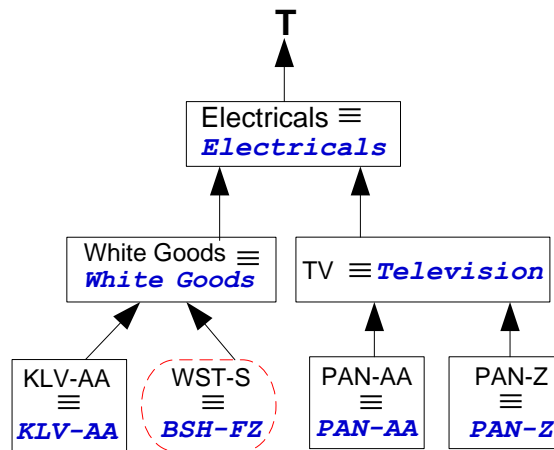 T
Electricals ≡
Electricals
White Goods ≡
White Goods
TV ≡ Television
KLV-AA
≡
KLV-AA
WST-S
≡
BSH-FZ
PAN-AA
≡
PAN-AA
PAN-Z
≡
PAN-Z